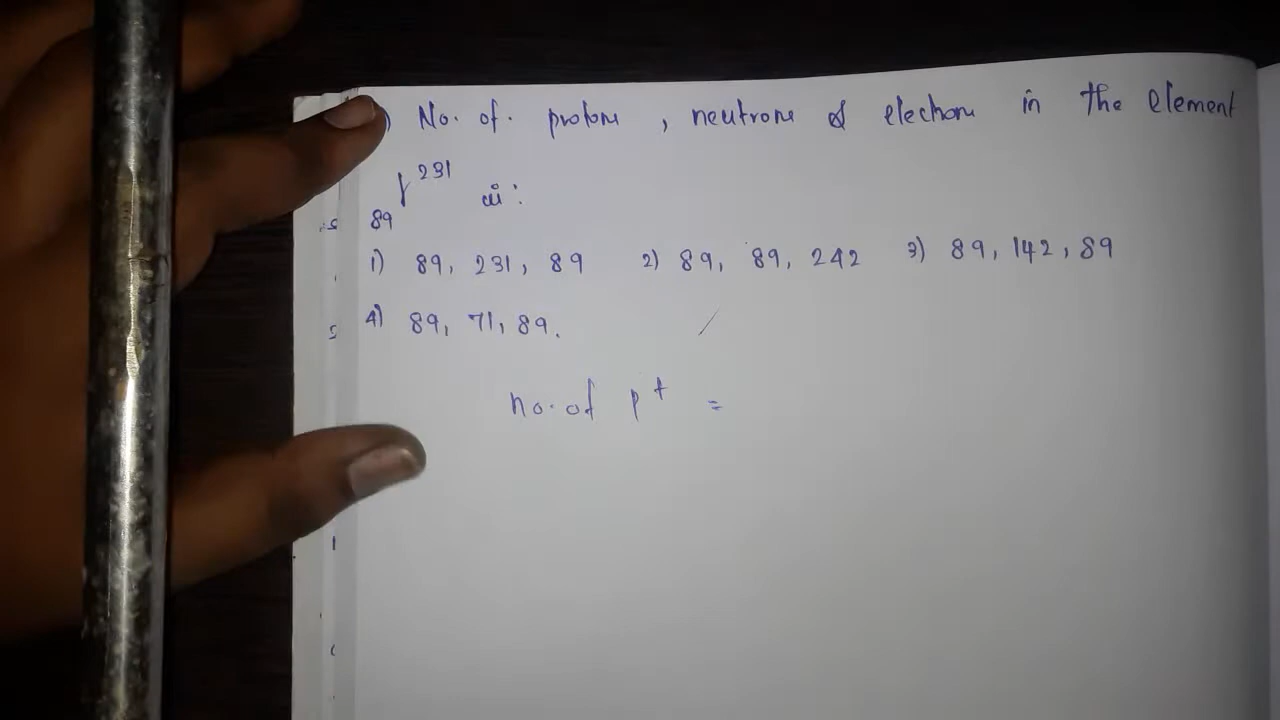 ) No. of. protons, neutrons & electrons in the element
89 Y 231 is:
1) 89, 231, 89 2) 89, 89, 242 3) 89, 142, 89
4) 89, 71, 89.
no. of p+ =